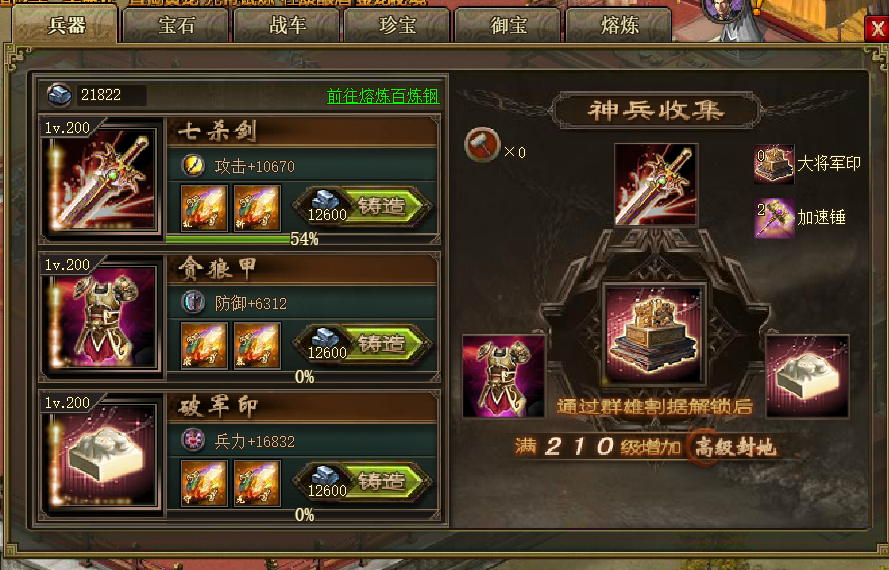 兵器
宝石
战车
珍宝
御宝
熔炼
X
21822
前往熔炼百炼钢
lv.200
七杀剑
攻击+10670
12600
铸造
54%
lv.200
贪狼甲
防御+6312
12600
铸造
0%
lv.200
破军印
兵力+16832
12600
铸造
0%
神兵收集
×0
0
大将军印
2
加速锤
通过群雄割据解锁后
满210级增加高级封地